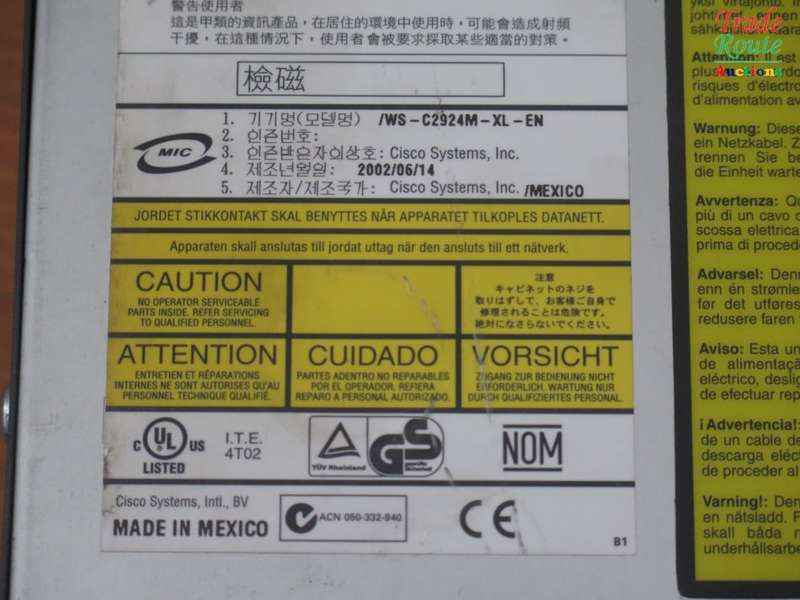 警告使用者
這是甲類的資訊產品，在居住的環境中使用時，可能會造成射頻
干擾，在這種情況下，使用者會被要求採取某些適當的對策。
檢磁
MIC
1. 기기명(모델명) /WS-C2924M-XL-EN
2. 인증번호:
3. 인증받은자의상호: Cisco Systems, Inc.
4. 제조년월일: 2002/06/14
5. 제조자/제조국가: Cisco Systems, Inc. /MEXICO
JORDET STIKKONTAKT SKAL BENYTTES NÅR APPARATET TILKOPLES DATANETT.
Apparaten skall anslutas till jordat uttag när den ansluts till ett nätverk.
CAUTION
NO OPERATOR SERVICEABLE
PARTS INSIDE. REFER SERVICING
TO QUALIFIED PERSONNEL.
注意
キャビネットのネジを
取りはずして、お客様ご自身で
修理されることは危険です。
絶対になさらないでください。
ATTENTION
ENTRETIEN ET RÉPARATIONS
INTERNES NE SONT AUTORISES QU'AU
PERSONNEL TECHNIQUE QUALIFIÉ.
CUIDADO
PARTES ADENTRO NO REPARABLES
POR EL OPERADOR. REFIERA
REPARO A PERSONAL AUTORIZADO.
VORSICHT
ZUGANG ZUR BEDIENUNG NICHT
ERFORDERLICH. WARTUNG NUR
DURCH QUALIFIZIERTES PERSONAL.
C UL US
LISTED
I.T.E.
4T02
TÜV Rheinland
GS
geprüfte
Sicherheit
NOM
Cisco Systems, Intl., BV
MADE IN MEXICO
ACN 050-332-940
CE
B1
Trade
Route
Auctions
Attention: Il est
risques d'électro
d'alimentation av
Warnung: Diese
ein Netzkabel. Z
trennen Sie be
die Einheit warte
Avvertenza: Qu
più di un cavo d
scossa elettrica
prima di procede
Advarsel: Denn
enn én strømle
før det utføres
redusere faren
Aviso: Esta un
de alimentaçã
eléctrico, deslig
de efectuar rep
¡Advertencia!:
de un cable de
descarga eléc
de proceder al
Varning!: Den
en nätsladd. F
skall båda n
underhållsarbe